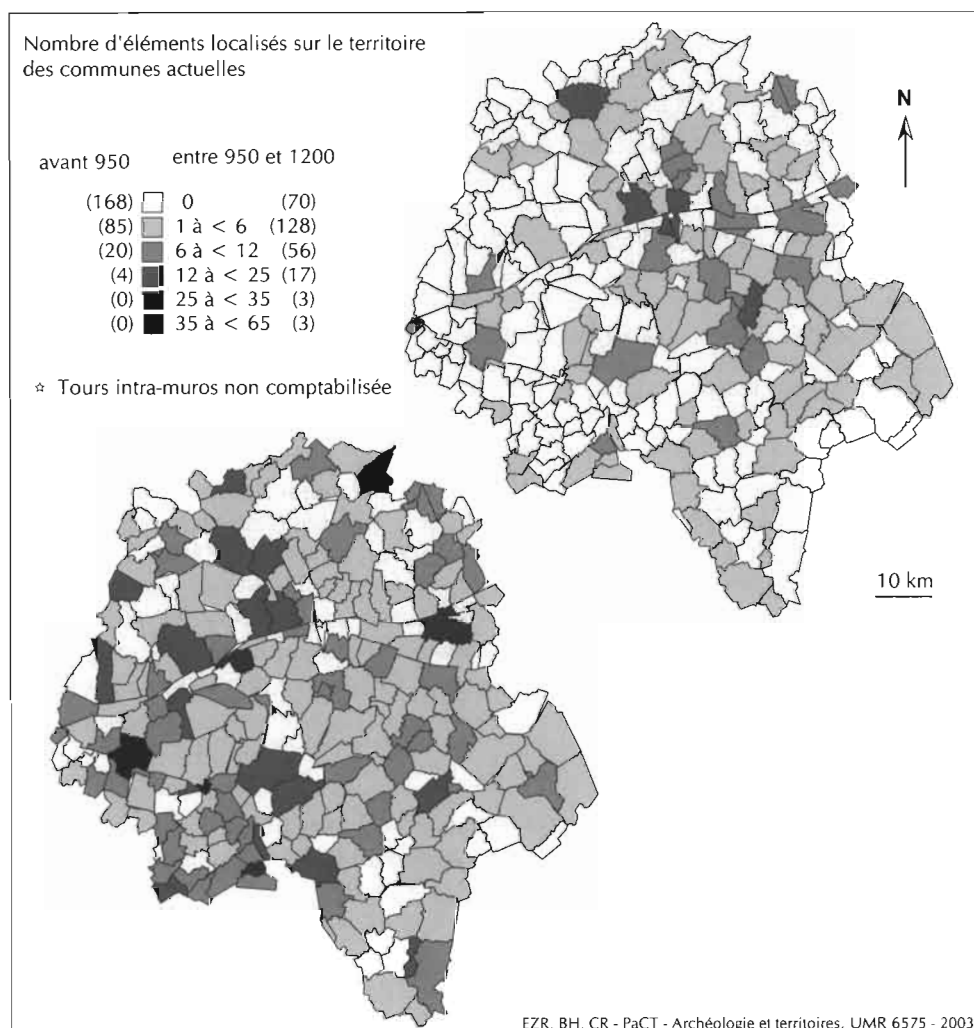 Nombre d'éléments localisés sur le territoire
des communes actuelles
N
avant 950 entre 950 et 1200
(168) 0 (70)
(85) 1 à < 6 (128)
(20) 6 à < 12 (56)
(4) 12 à < 25 (17)
(0) 25 à < 35 (3)
(0) 35 à < 65 (3)
☆ Tours intra-muros non comptabilisée
10 km
FZR, BH, CR - PaCT - Archéologie et territoires, UMR 6575 - 2003